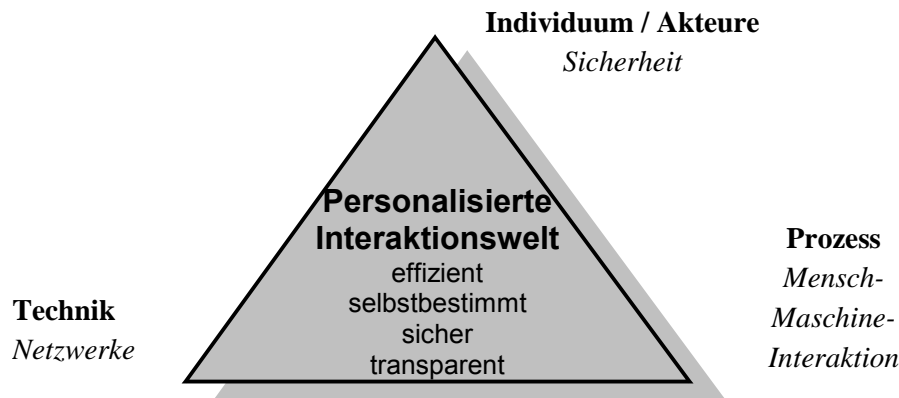 Individuum / Akteure
Sicherheit
Personalisierte
Interaktionswelt
effizient
selbstbestimmt
sicher
transparent
Technik
Netzwerke
Prozess
Mensch-
Maschine-
Interaktion